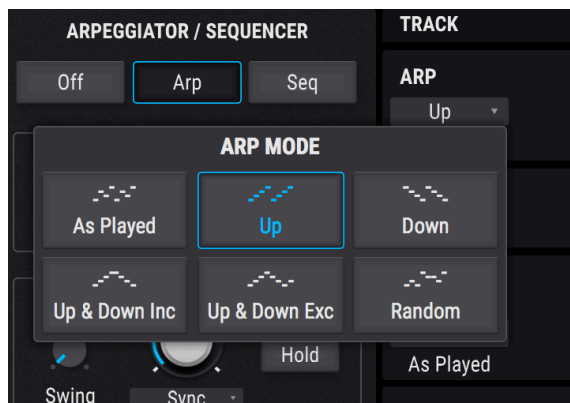 ARPEGGIATOR / SEQUENCER
TRACK
Off
Arp
Seq
ARP
Up
ARP MODE
As Played
Up
Down
Up & Down Inc
Up & Down Exc
Random
Hold
As Played
Swing
Sync